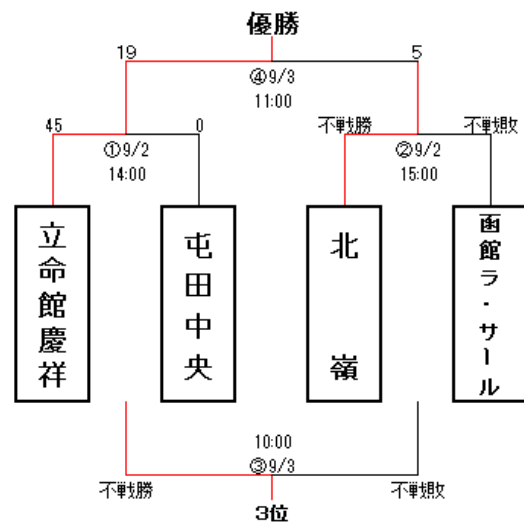 優勝
19
5
④9/3
11:00
45
0
不戦勝
不戦敗
①9/2
14:00
②9/2
15:00
立命館慶祥
屯田中央
北嶺
函館ラ・サール
10:00
③9/3
不戦勝
不戦敗
3位